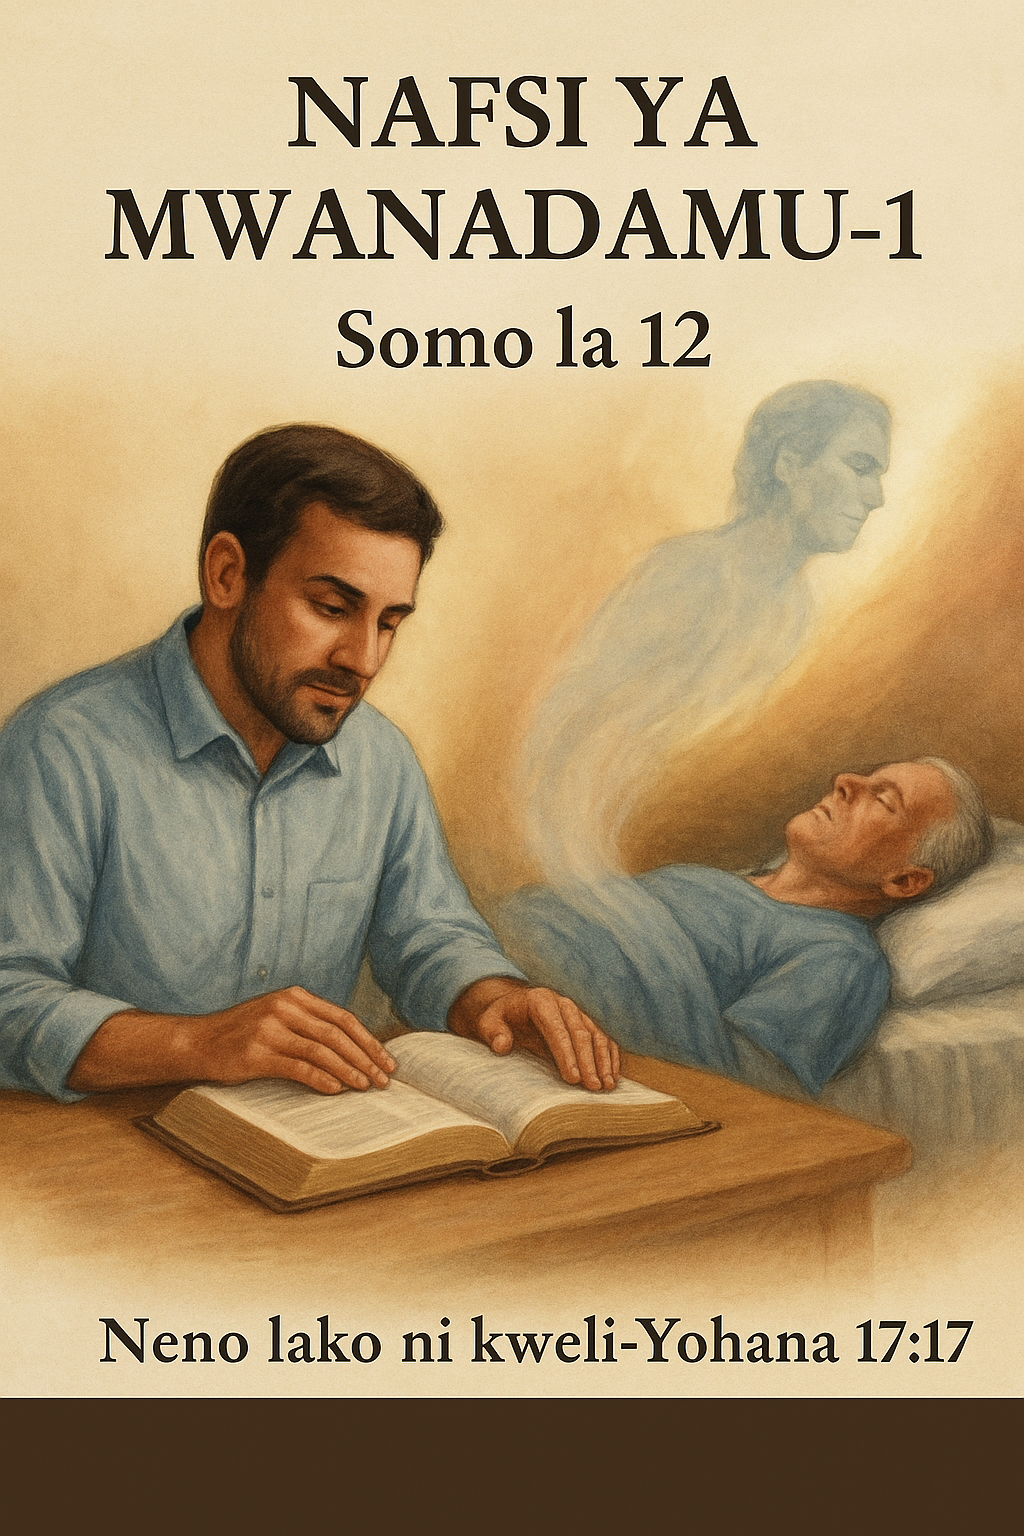 NAFSI YA
MWANADAMU-1
Somo la 12
Neno lako ni kweli-Yohana 17:17